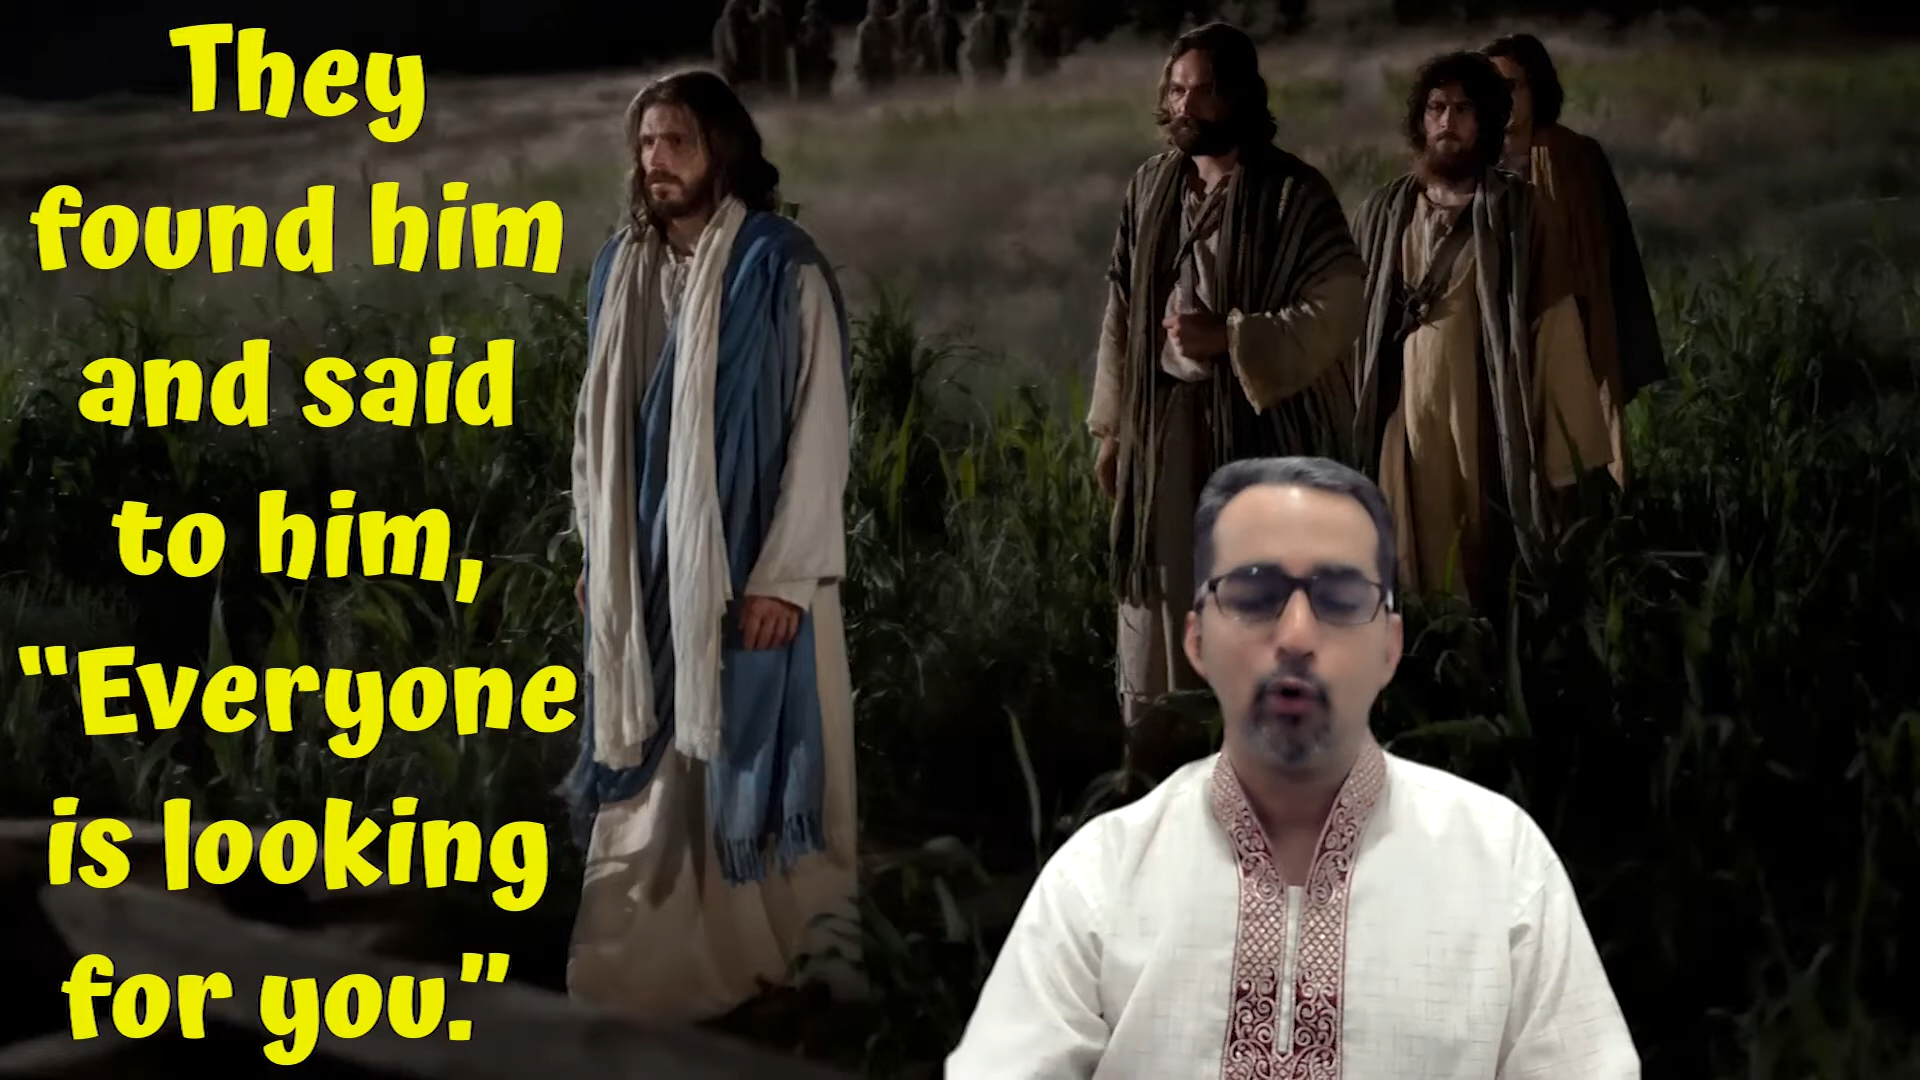 They
found him
and said
to him,
“Everyone
is looking
for you.”